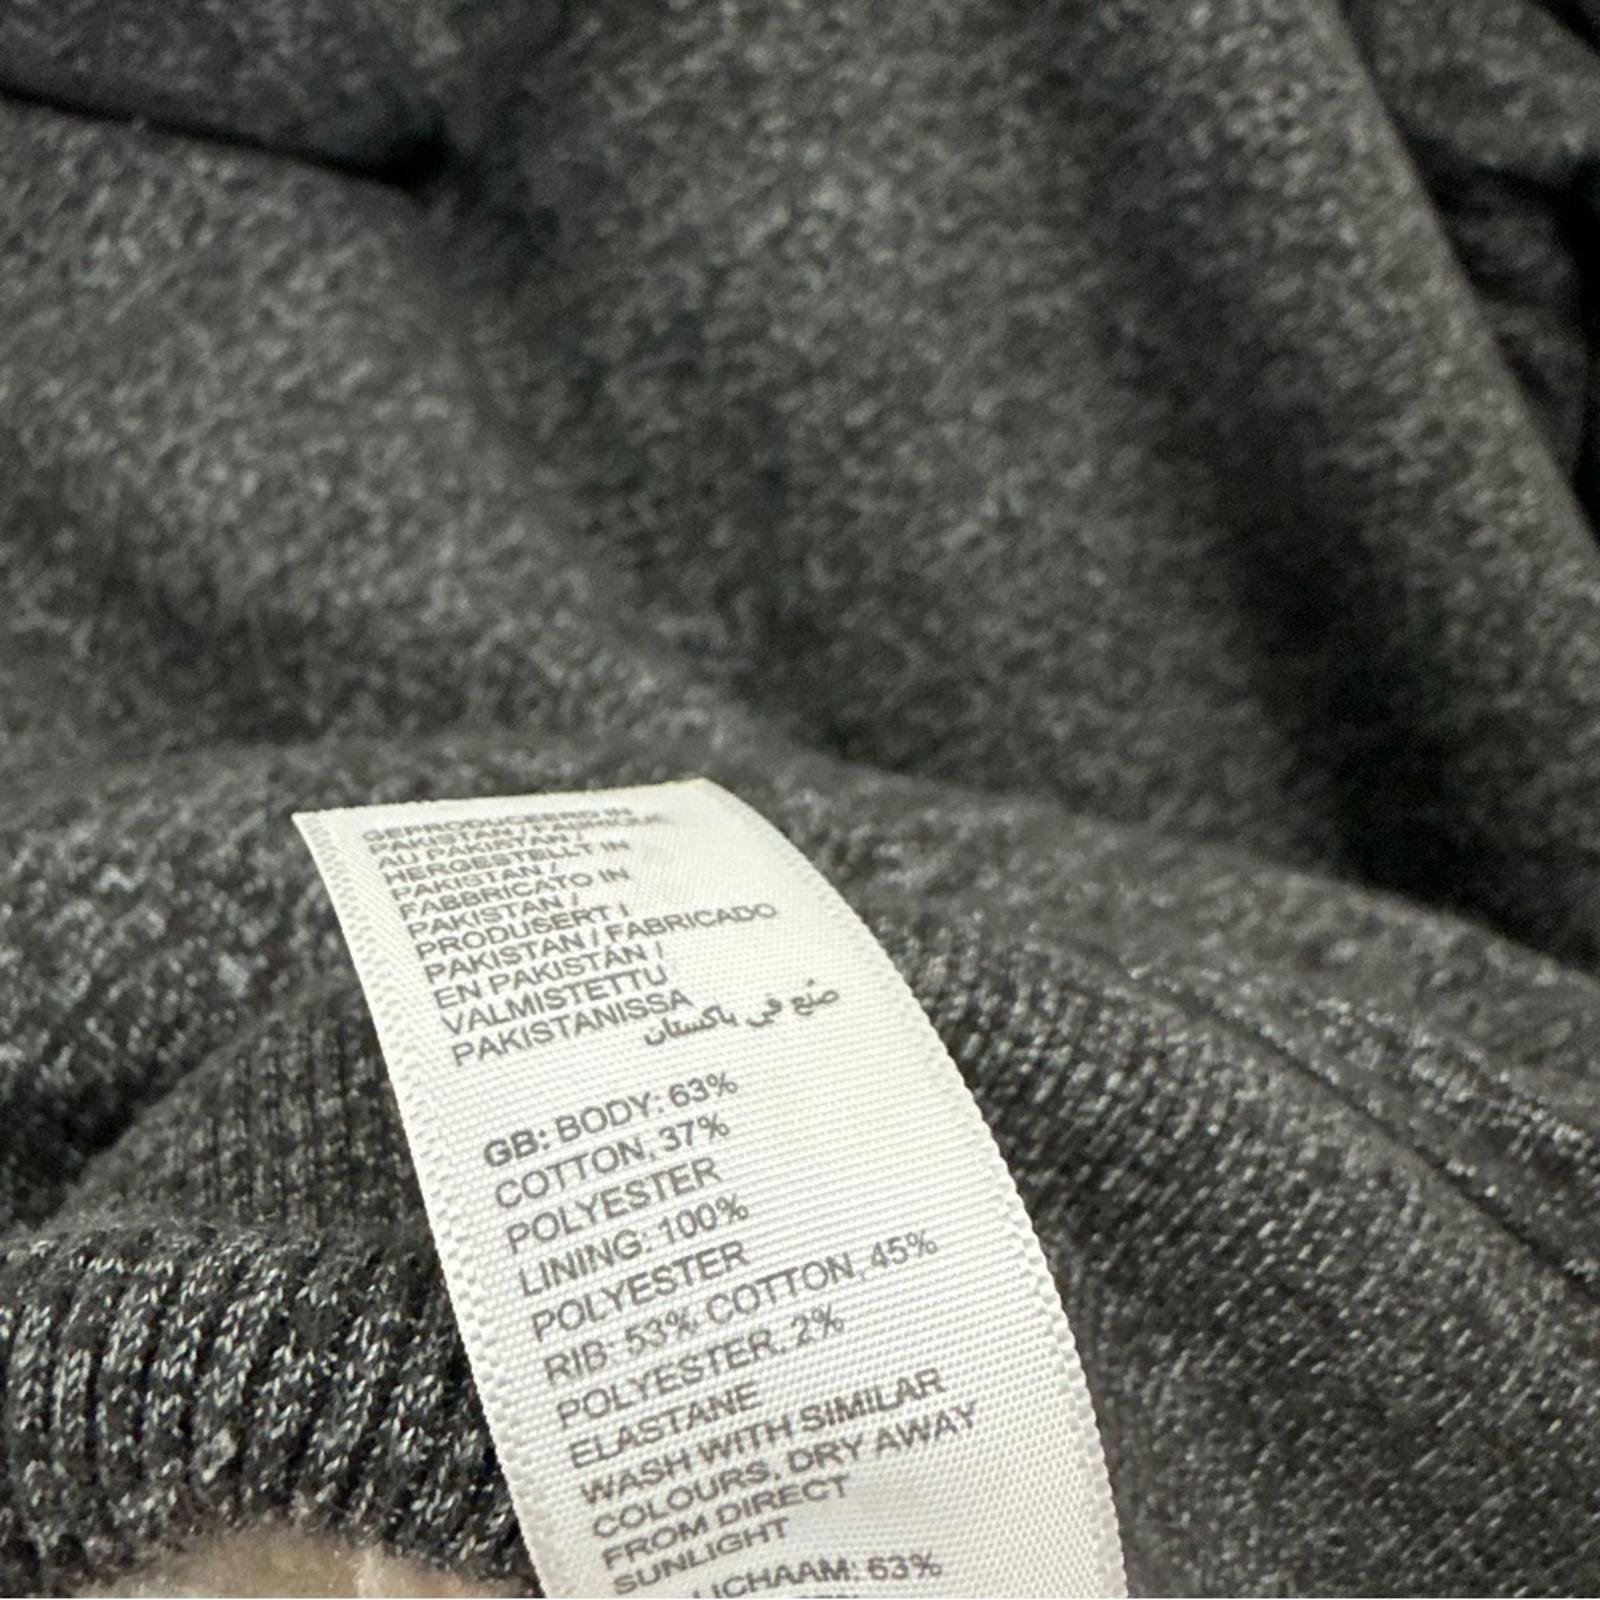 GEPRODUCEERD IN
PAKISTAN /
AU PAKISTAN /
HERGESTELLT IN
PAKISTAN /
FABBRICATO IN
PAKISTAN /
PRODUSERT I
PAKISTAN / FABRICADO
EN PAKISTÁN /
VALMISTETTU
PAKISTANISSA
صنع في باكستان
GB: BODY: 63%
COTTON, 37%
POLYESTER
LINING: 100%
POLYESTER
RIB: 53% COTTON, 45%
POLYESTER, 2%
ELASTANE
WASH WITH SIMILAR
COLOURS, DRY AWAY
FROM DIRECT
SUNLIGHT
LICHAAM: 63%